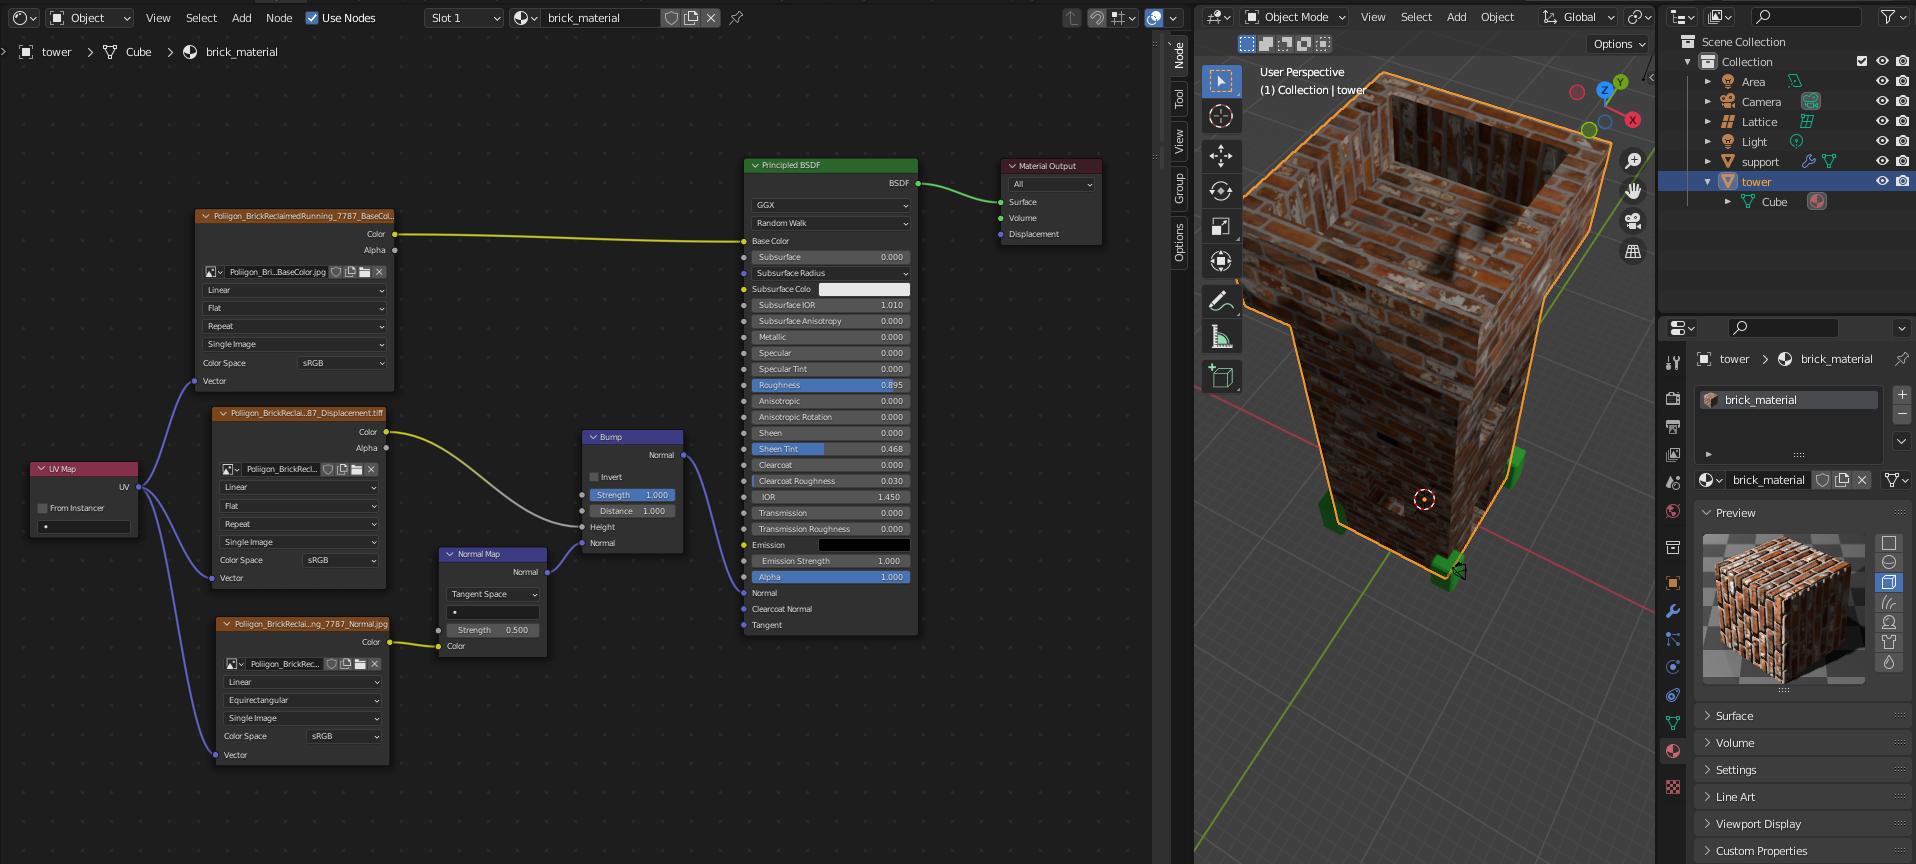 Object
View
Select
Add
Node
Use Nodes
Slot 1
brick_material
tower
Cube
brick_material
Poliigon_BrickReclaimedRunning_7787_BaseCol...
Color
Alpha
Poliigon_Bri...BaseColor.jpg
Linear
Flat
Repeat
Single Image
Color Space
sRGB
Vector
Poliigon_BrickReclai...87_Displacement.tiff
Color
Alpha
Poliigon_BrickRecl...
Linear
Flat
Repeat
Single Image
Color Space
sRGB
Vector
UV Map
UV
From Instancer
Poliigon_BrickReclai...ng_7787_Normal.jpg
Color
Poliigon_BrickRec...
Linear
Equirectangular
Single Image
Color Space
sRGB
Vector
Normal Map
Normal
Tangent Space
Strength 0.500
Color
Bump
Normal
Invert
Strength 1.000
Distance 1.000
Height
Normal
Principled BSDF
BSDF
GGX
Random Walk
Base Color
Subsurface 0.000
Subsurface Radius
Subsurface Colo
Subsurface IOR 1.010
Subsurface Anisotropy 0.000
Metallic 0.000
Specular 0.000
Specular Tint 0.000
Roughness 0.895
Anisotropic 0.000
Anisotropic Rotation 0.000
Sheen 0.000
Sheen Tint 0.468
Clearcoat 0.000
Clearcoat Roughness 0.030
IOR 1.450
Transmission 0.000
Transmission Roughness 0.000
Emission
Emission Strength 1.000
Alpha 1.000
Normal
Clearcoat Normal
Tangent
Material Output
All
Surface
Volume
Displacement
Node
Tool
View
Group
Options
Object Mode
View
Select
Add
Object
Global
Options
User Perspective
(1) Collection | tower
Z
Y
X
Scene Collection
Collection
Area
Camera
Lattice
Light
support
tower
Cube
tower
brick_material
brick_material
brick_material
Preview
Surface
Volume
Settings
Line Art
Viewport Display
Custom Properties